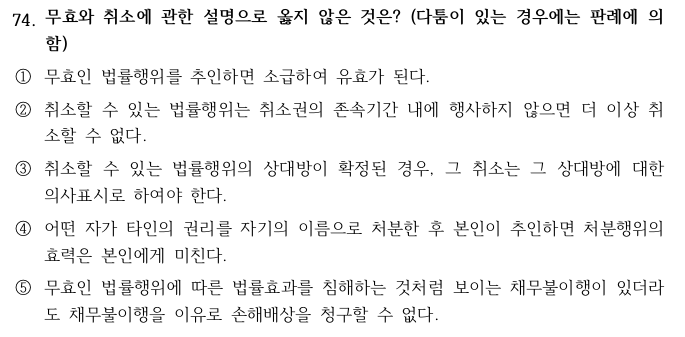 74. 무효와 취소에 관한 설명으로 옳지 않은 것은? (다툼이 있는 경우에는 판례에 의
함)
① 무효인 법률행위를 추인하면 소급하여 유효가 된다.
② 취소할 수 있는 법률행위는 취소권의 존속기간 내에 행사하지 않으면 더 이상 취
소할 수 없다.
③ 취소할 수 있는 법률행위의 상대방이 확정된 경우, 그 취소는 그 상대방에 대한
의사표시로 하여야 한다.
④ 어떤 자가 타인의 권리를 자기의 이름으로 처분한 후 본인이 추인하면 처분행위의
효력은 본인에게 미친다.
⑤ 무효인 법률행위에 따른 법률효과를 침해하는 것처럼 보이는 채무불이행이 있더라
도 채무불이행을 이유로 손해배상을 청구할 수 없다.